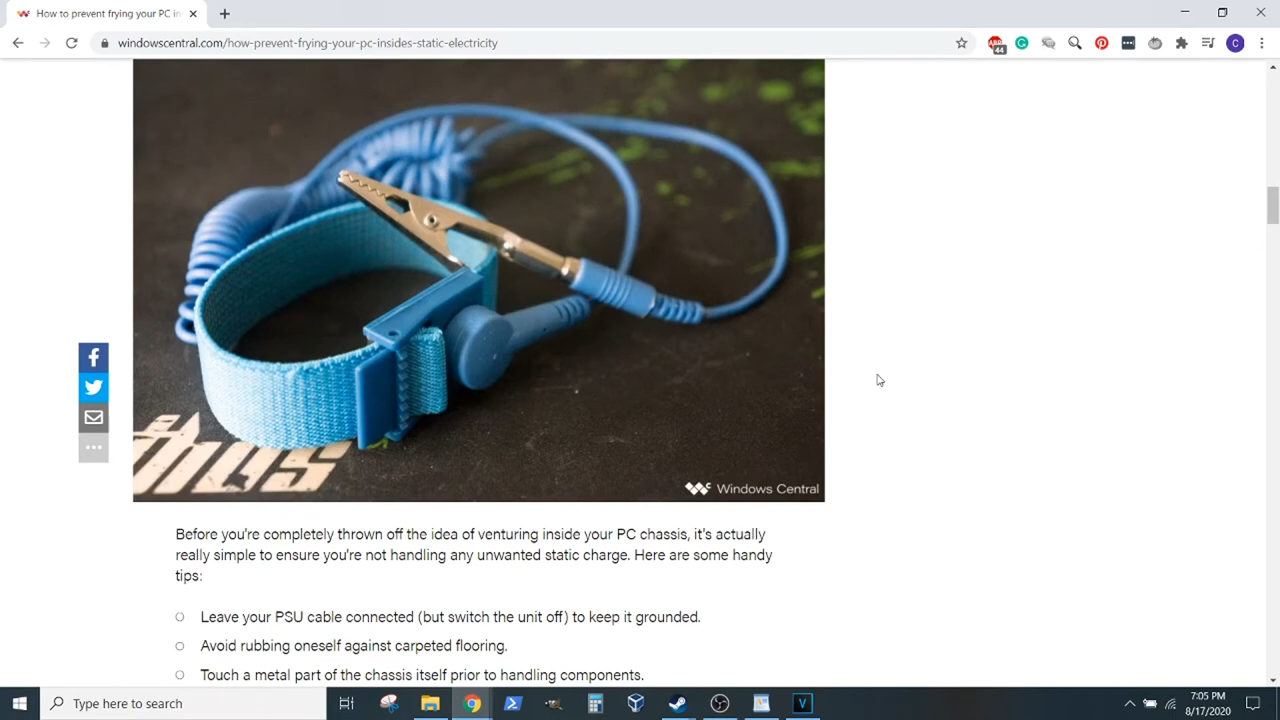 How to prevent frying your PC in
windowscentral.com/how-prevent-frying-your-pc-insides-static-electricity
44
C
Windows Central
Before you're completely thrown off the idea of venturing inside your PC chassis, it's actually
really simple to ensure you're not handling any unwanted static charge. Here are some handy
tips:
Leave your PSU cable connected (but switch the unit off) to keep it grounded.
Avoid rubbing oneself against carpeted flooring.
Touch a metal part of the chassis itself prior to handling components.
Type here to search
V
7:05 PM
8/17/2020